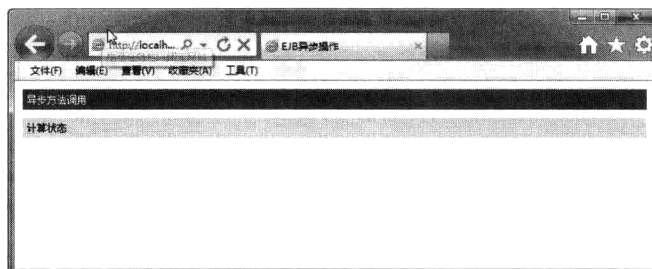 http://localh...
EJB异步操作
文件(F) 编辑(E) 查看(V) 收藏夹(A) 工具(T)
异步方法调用
计算状态